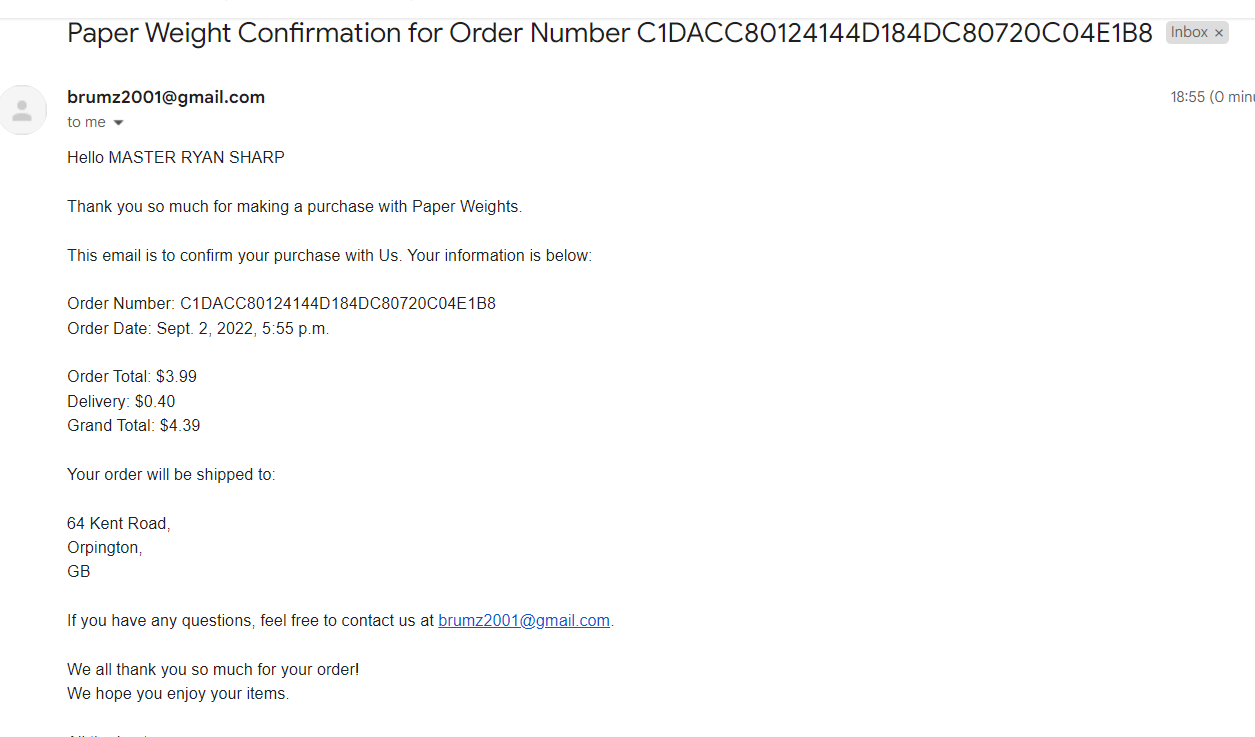 Paper Weight Confirmation for Order Number C1DACC80124144D184DC80720C04E1B8 Inbox ×
brumz2001@gmail.com 18:55 (0
to me
Hello MASTER RYAN SHARP
Thank you so much for making a purchase with Paper Weights.
This email is to confirm your purchase with Us. Your information is below:
Order Number: C1DACC80124144D184DC80720C04E1B8
Order Date: Sept. 2, 2022, 5:55 p.m.
Order Total: $3.99
Delivery: $0.40
Grand Total: $4.39
Your order will be shipped to:
64 Kent Road,
Orpington,
GB
If you have any questions, feel free to contact us at brumz2001@gmail.com.
We all thank you so much for your order!
We hope you enjoy your items.